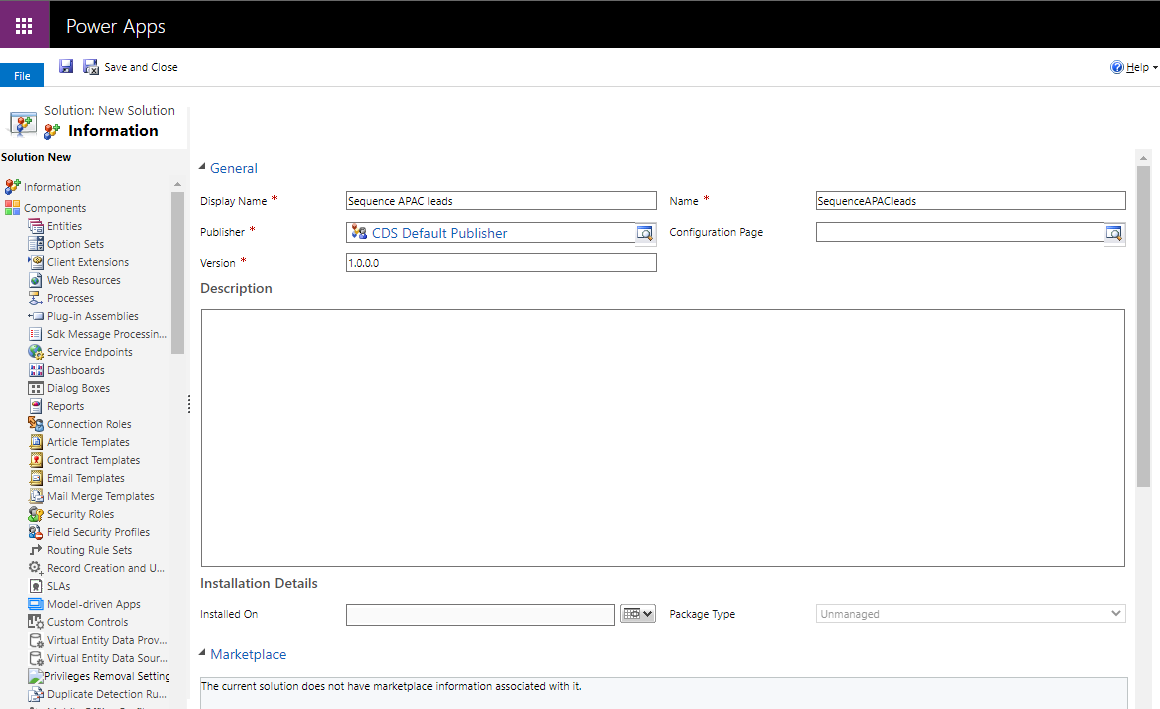 Power Apps
File
Save and Close
Help
Solution: New Solution
Information
Solution New
Information
Components
Entities
Option Sets
Client Extensions
Web Resources
Processes
Plug-in Assemblies
Sdk Message Processin...
Service Endpoints
Dashboards
Dialog Boxes
Reports
Connection Roles
Article Templates
Contract Templates
Email Templates
Mail Merge Templates
Security Roles
Field Security Profiles
Routing Rule Sets
Record Creation and U...
SLAs
Model-driven Apps
Custom Controls
Virtual Entity Data Prov...
Virtual Entity Data Sour...
Privileges Removal Setting
Duplicate Detection Ru...
General
Display Name * Sequence APAC leads Name * SequenceAPACleads
Publisher * CDS Default Publisher Configuration Page
Version * 1.0.0.0
Description
Installation Details
Installed On Package Type Unmanaged
Marketplace
The current solution does not have marketplace information associated with it.